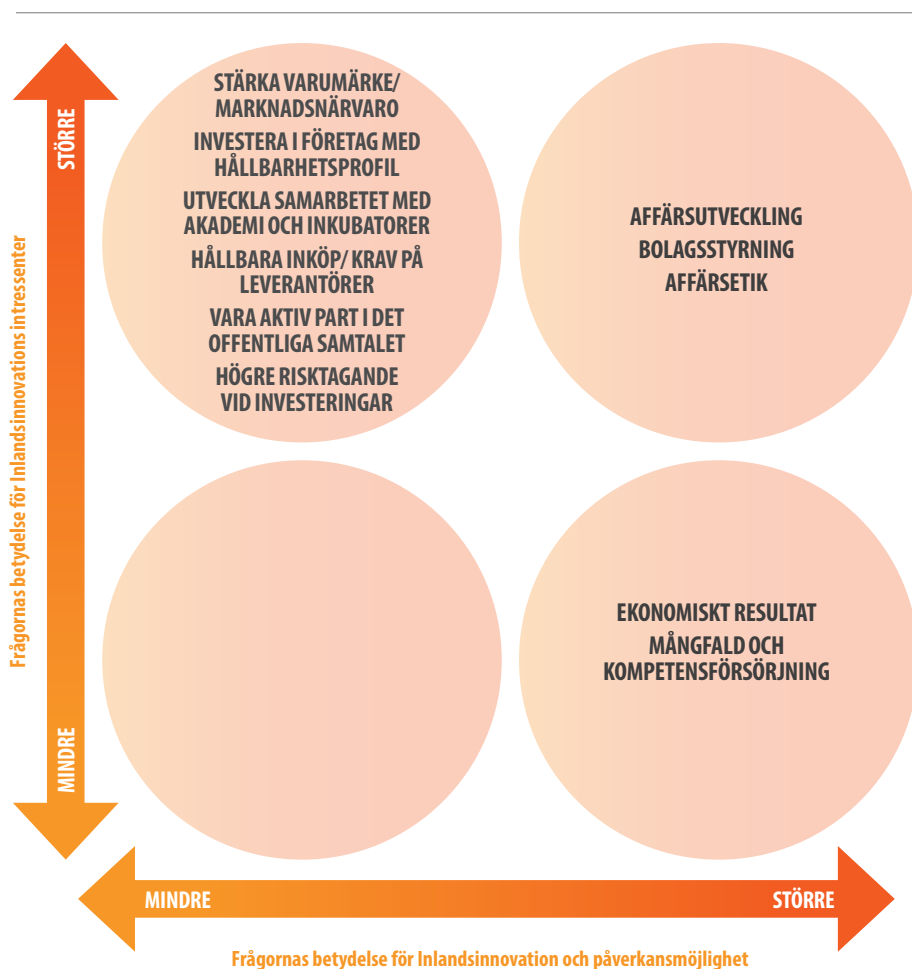 STÖRRE
Frågornas betydelse för Inlandsinnovations intressenter
MINDRE
STÄRKA VARUMÄRKE/
MARKNADSNÄRVARO
INVESTERA I FÖRETAG MED
HÅLLBARHETSPROFIL
UTVECKLA SAMARBETET MED
AKADEMI OCH INKUBATORER
HÅLLBARA INKÖP/ KRAV PÅ
LEVERANTÖRER
VARA AKTIV PART I DET
OFFENTLIGA SAMTALET
HÖGRE RISKTAGANDE
VID INVESTERINGAR
AFFÄRSUTVECKLING
BOLAGSSTYRNING
AFFÄRSETIK
EKONOMISKT RESULTAT
MÅNGFALD OCH
KOMPETENSFÖRSÖRJNING
MINDRE
STÖRRE
Frågornas betydelse för Inlandsinnovation och påverkansmöjlighet